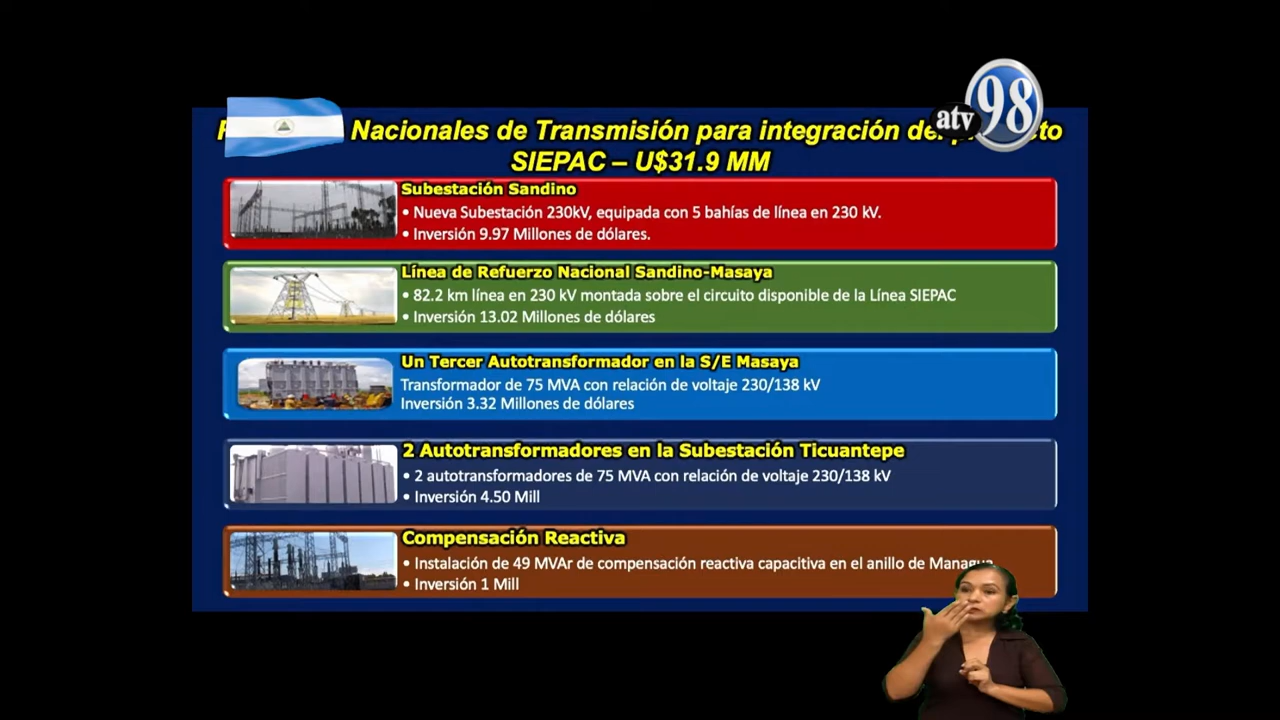 98
atv
Nacionales de Transmisión para integración del
SIEPAC – U$31.9 MM
Subestación Sandino
• Nueva Subestación 230kV, equipada con 5 bahías de línea en 230 kV.
• Inversión 9.97 Millones de dólares.
Línea de Refuerzo Nacional Sandino-Masaya
• 82.2 km línea en 230 kV montada sobre el circuito disponible de la Línea SIEPAC
• Inversión 13.02 Millones de dólares
Un Tercer Autotransformador en la S/E Masaya
Transformador de 75 MVA con relación de voltaje 230/138 kV
Inversión 3.32 Millones de dólares
2 Autotransformadores en la Subestación Ticuantepe
• 2 autotransformadores de 75 MVA con relación de voltaje 230/138 kV
• Inversión 4.50 Mill
Compensación Reactiva
• Instalación de 49 MVAr de compensación reactiva capacitiva en el anillo de Managua
• Inversión 1 Mill